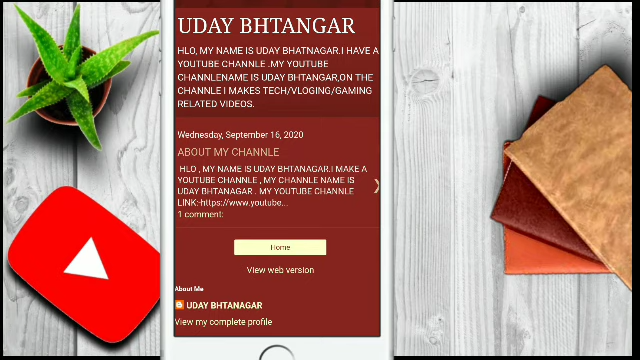 UDAY BHTANGAR
HLO, MY NAME IS UDAY BHATNAGAR.I HAVE A
YOUTUBE CHANNLE .MY YOUTUBE
CHANNLENAME IS UDAY BHTANGAR,ON THE
CHANNLE I MAKES TECH/VLOGING/GAMING
RELATED VIDEOS.
Wednesday, September 16, 2020
ABOUT MY CHANNLE
HLO , MY NAME IS UDAY BHTANAGAR.I MAKE A
YOUTUBE CHANNLE , MY CHANNLE NAME IS
UDAY BHTANAGAR . MY YOUTUBE CHANNLE
LINK:-https://www.youtube...
1 comment:
Home
View web version
About Me
UDAY BHTANAGAR
View my complete profile